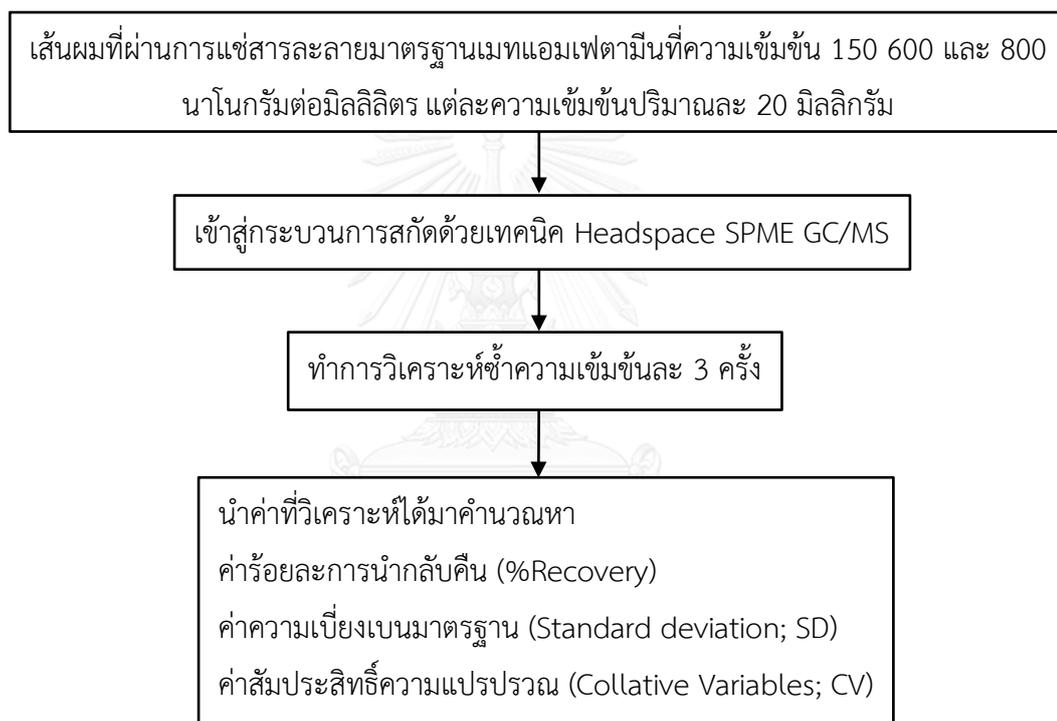 เส้นผมที่ผ่านการแช่สารละลายมาตรฐานเมทแอมเฟตามีนที่ความเข้มข้น 150 600 และ 800
นาโนกรัมต่อมิลลิลิตร แต่ละความเข้มข้นปริมาณละ 20 มิลลิกรัม
เข้าสู่กระบวนการสกัดด้วยเทคนิค Headspace SPME GC/MS
ทำการวิเคราะห์ซ้ำความเข้มข้นละ 3 ครั้ง
นำค่าที่วิเคราะห์ได้มาคำนวณหา
ค่าร้อยละการนำกลับคืน (%Recovery)
ค่าความเบี่ยงเบนมาตรฐาน (Standard deviation; SD)
ค่าสัมประสิทธิ์ความแปรปรวณ (Collative Variables; CV)